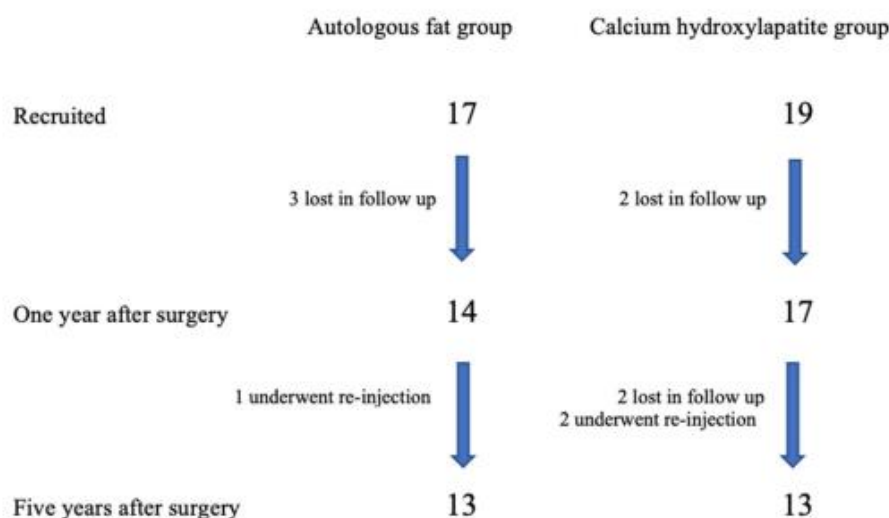 Autologous fat group Calcium hydroxylapatite group
Recruited 17 19
3 lost in follow up 2 lost in follow up
One year after surgery 14 17
1 underwent re-injection 2 lost in follow up
2 underwent re-injection
Five years after surgery 13 13